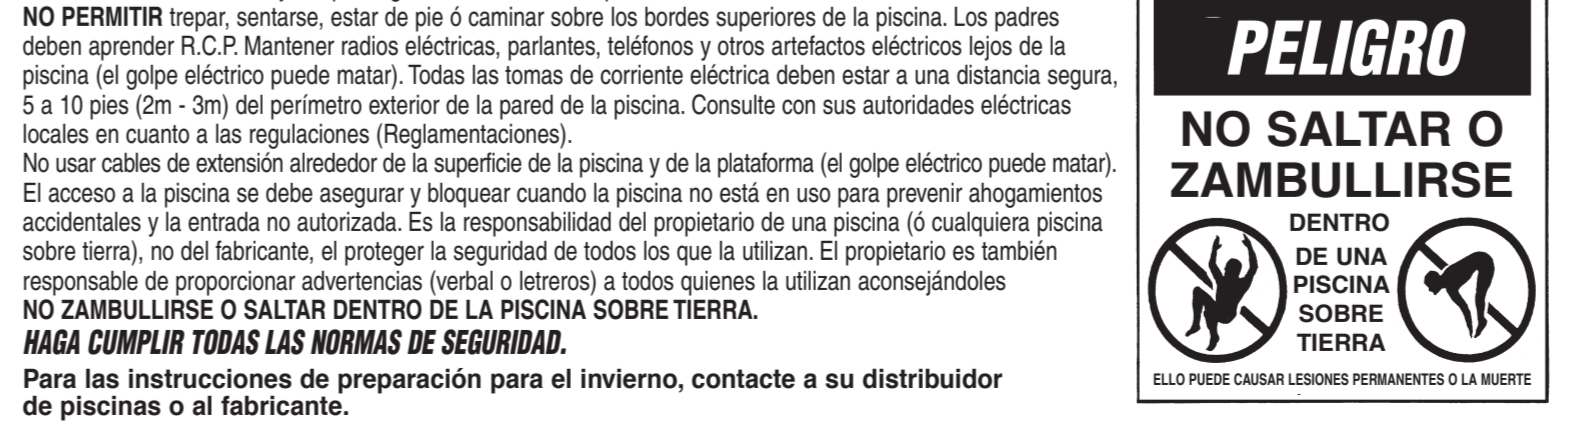 NO PERMITIR trepar, sentarse, estar de pie ó caminar sobre los bordes superiores de la piscina. Los padres
deben aprender R.C.P. Mantener radios eléctricas, parlantes, teléfonos y otros artefactos eléctricos lejos de la
piscina (el golpe eléctrico puede matar). Todas las tomas de corriente eléctrica deben estar a una distancia segura,
5 a 10 pies (2m - 3m) del perímetro exterior de la pared de la piscina. Consulte con sus autoridades eléctricas
locales en cuanto a las regulaciones (Reglamentaciones).
No usar cables de extensión alrededor de la superficie de la piscina y de la plataforma (el golpe eléctrico puede matar).
El acceso a la piscina se debe asegurar y bloquear cuando la piscina no está en uso para prevenir ahogamientos
accidentales y la entrada no autorizada. Es la responsabilidad del propietario de una piscina (ó cualquiera piscina
sobre tierra), no del fabricante, el proteger la seguridad de todos los que la utilizan. El propietario es también
responsable de proporcionar advertencias (verbal o letreros) a todos quienes la utilizan aconsejándoles
NO ZAMBULLIRSE O SALTAR DENTRO DE LA PISCINA SOBRE TIERRA.
HAGA CUMPLIR TODAS LAS NORMAS DE SEGURIDAD.
Para las instrucciones de preparación para el invierno, contacte a su distribuidor
de piscinas o al fabricante.
PELIGRO
NO SALTAR O
ZAMBULLIRSE
DENTRO
DE UNA
PISCINA
SOBRE
TIERRA
ELLO PUEDE CAUSAR LESIONES PERMANENTES O LA MUERTE